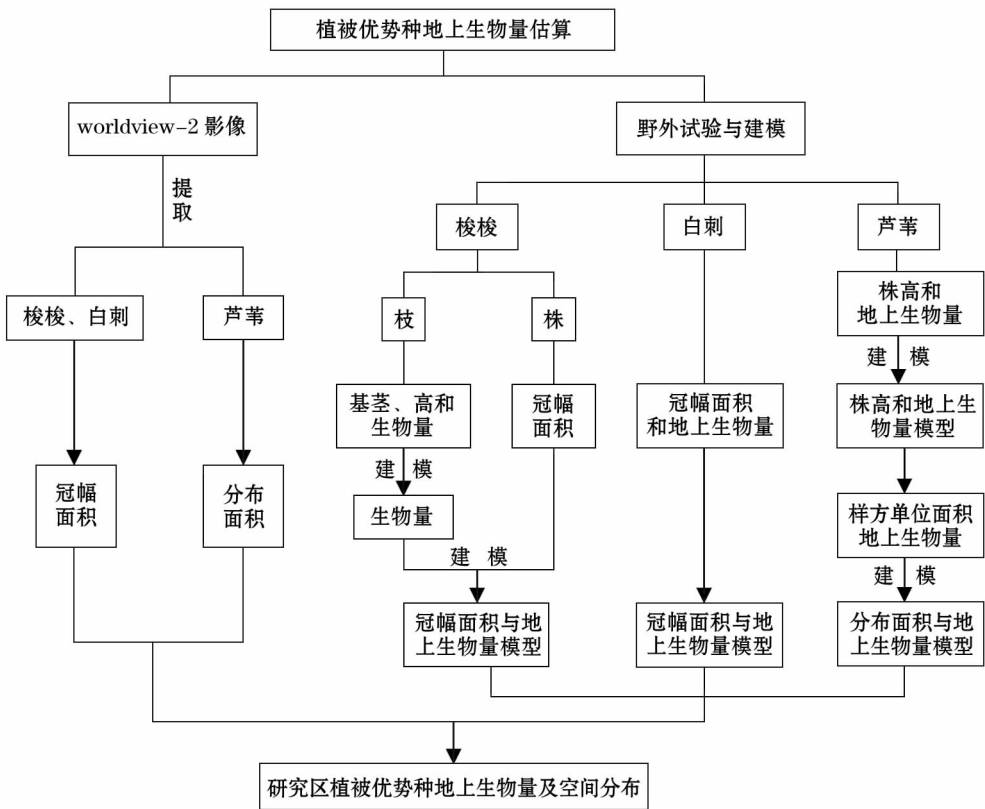 植被优势种地上生物量估算
worldview-2 影像
野外试验与建模
提
取
梭梭
白刺
芦苇
梭梭、白刺
芦苇
枝
株
株高和
地上生物量
建 模
基茎、高和
生物量
冠幅
面积
冠幅面积
和地上生物量
株高和地上生
物量模型
建 模
冠幅
面积
分布
面积
生物量
样方单位面积
地上生物量
建 模
建 模
冠幅面积与地
上生物量模型
冠幅面积与地
上生物量模型
分布面积与地
上生物量模型
研究区植被优势种地上生物量及空间分布